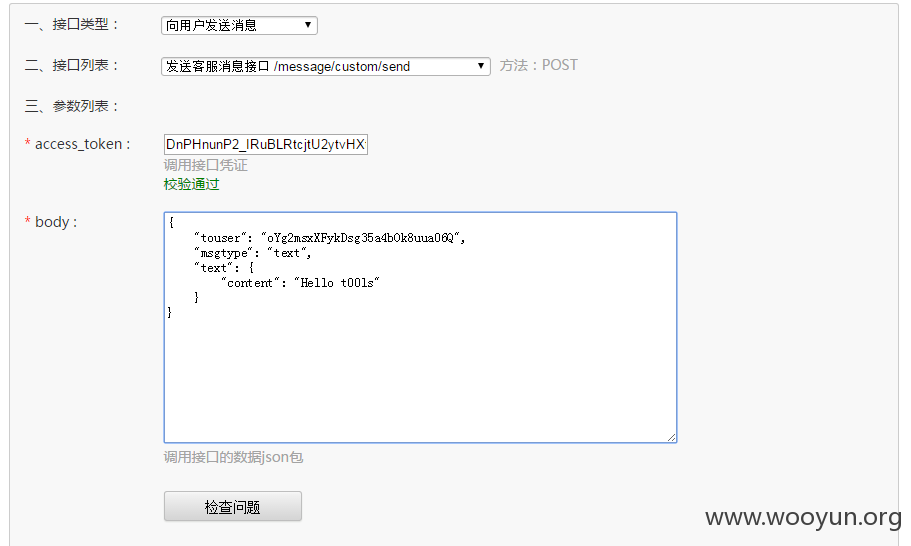 一、接口类型： 向用户发送消息
二、接口列表： 发送客服消息接口 /message/custom/send 方法：POST
三、参数列表：
* access_token : DnPHnunP2_IRuBLRtcjtU2ytvHX
调用接口凭证
校验通过
* body : {
"touser": "oYg2msxXFykDsg35a4bOk8uua06Q",
"msgtype": "text",
"text": {
"content": "Hello t00ls"
}
}
调用接口的数据json包
检查问题
www.wooyun.org